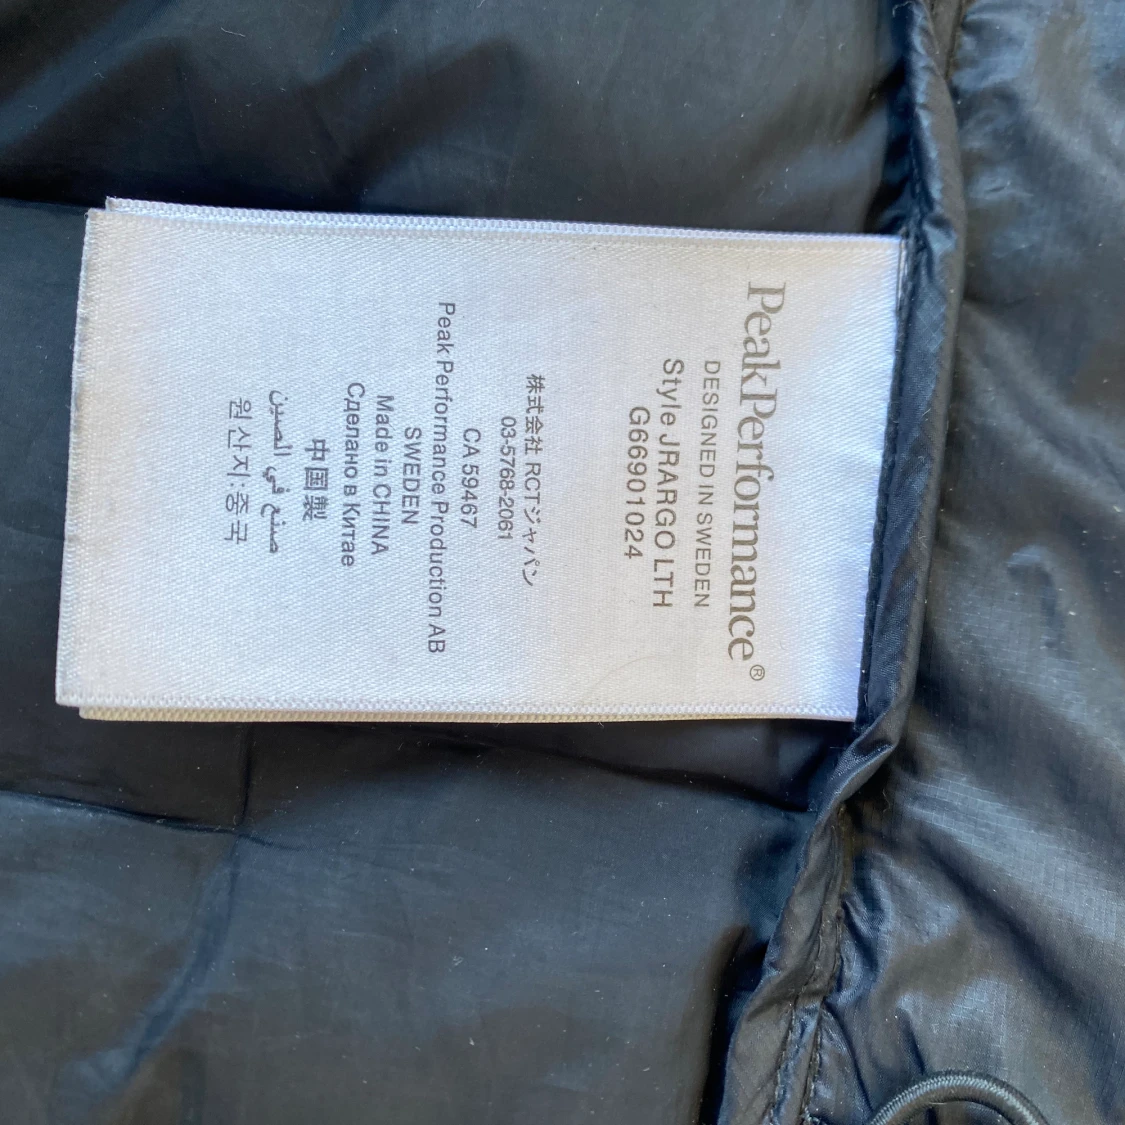 PeakPerformance®
DESIGNED IN SWEDEN
Style JRARGO LTH
G66901024
株式会社 RCTジャパン
03-5768-2061
CA 59467
Peak Performance Production AB
SWEDEN
Made in CHINA
Сделано в Китае
中国製
صنع في الصين
원산지:중국